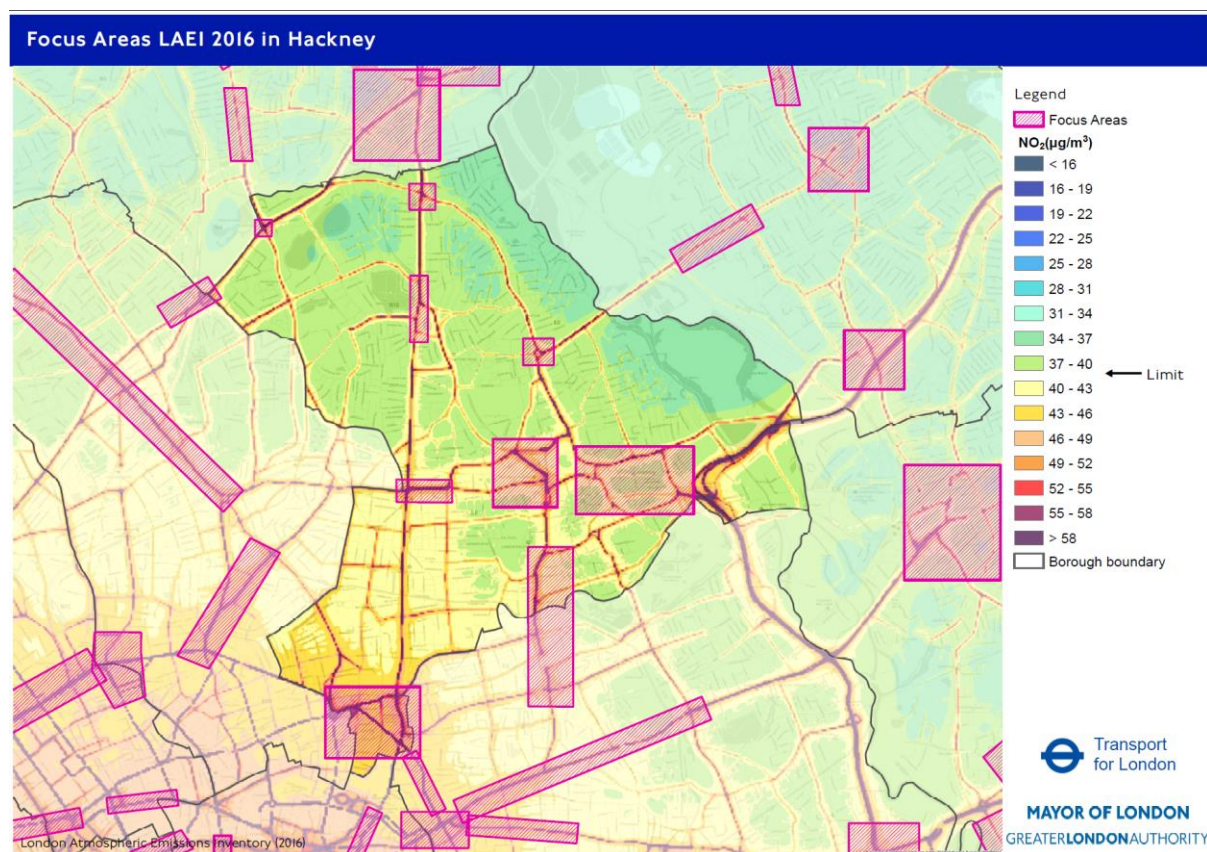 Focus Areas LAEI 2016 in Hackney
Legend
Focus Areas
NO₂(µg/m³)
< 16
16 - 19
19 - 22
22 - 25
25 - 28
28 - 31
31 - 34
34 - 37
37 - 40
Limit
40 - 43
43 - 46
46 - 49
49 - 52
52 - 55
55 - 58
> 58
Borough boundary
Transport
for London
MAYOR OF LONDON
GREATERLONDONAUTHORITY
London Atmospheric Emissions Inventory (2016)